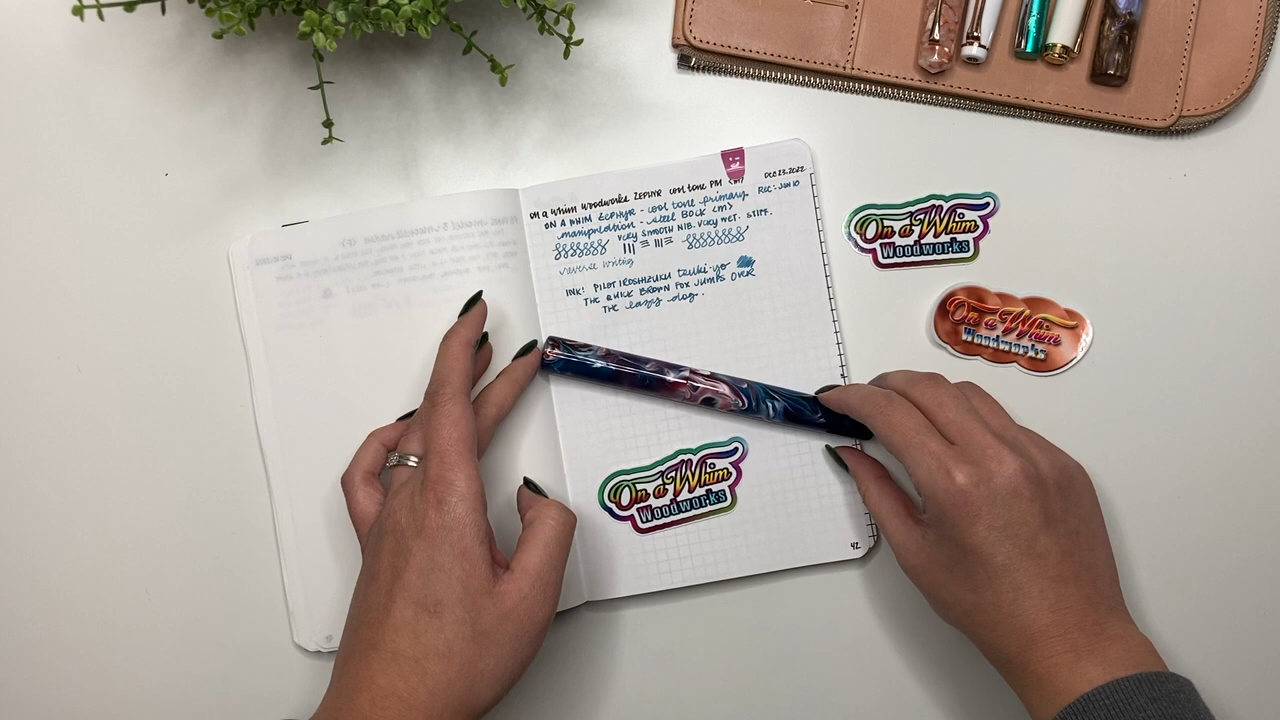 on a whim woodworks ZEPHYR cool tone PM <m>
DEC 23.2022
ON A WHIM ZEPHYR - cool tone primary
REC: JAN 10
manipulation - steel BOCK <m>
VERY SMOOTH NIB. VERY WET. STIFF.
reverse writing
INK: PILOT IROSHIZUKU tsuki-yo
THE QUICK BROWN FOX JUMPS OVER
THE lazy dog.
42
On a Whim
Woodworks
On a Whim
Woodworks
On a Whim
Woodworks